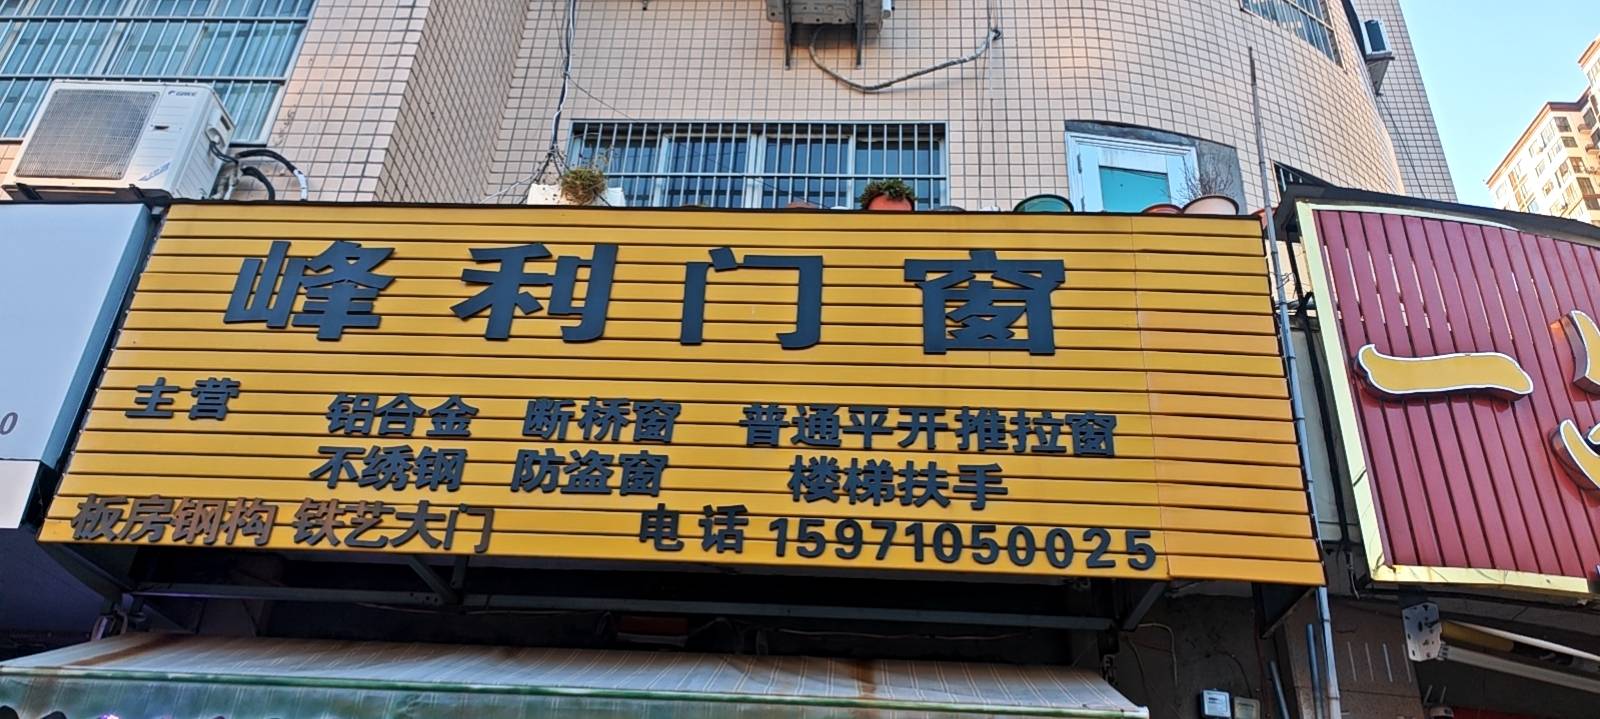 峰利门窗
主营 铝合金 断桥窗 普通平开推拉窗
不绣钢 防盗窗 楼梯扶手
板房钢构 铁艺大门 电话 15971050025
一
0